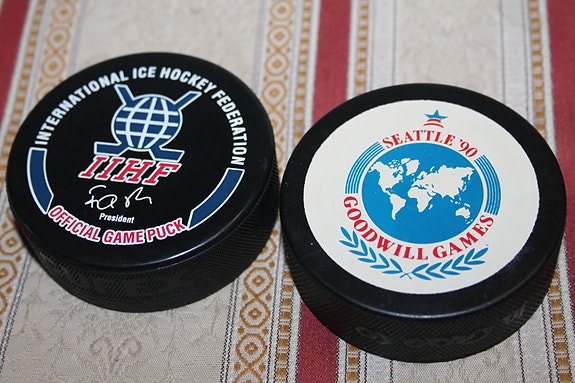 INTERNATIONAL ICE HOCKEY FEDERATION
IIHF
President
OFFICIAL GAME PUCK
SEATTLE '90
GOODWILL GAMES